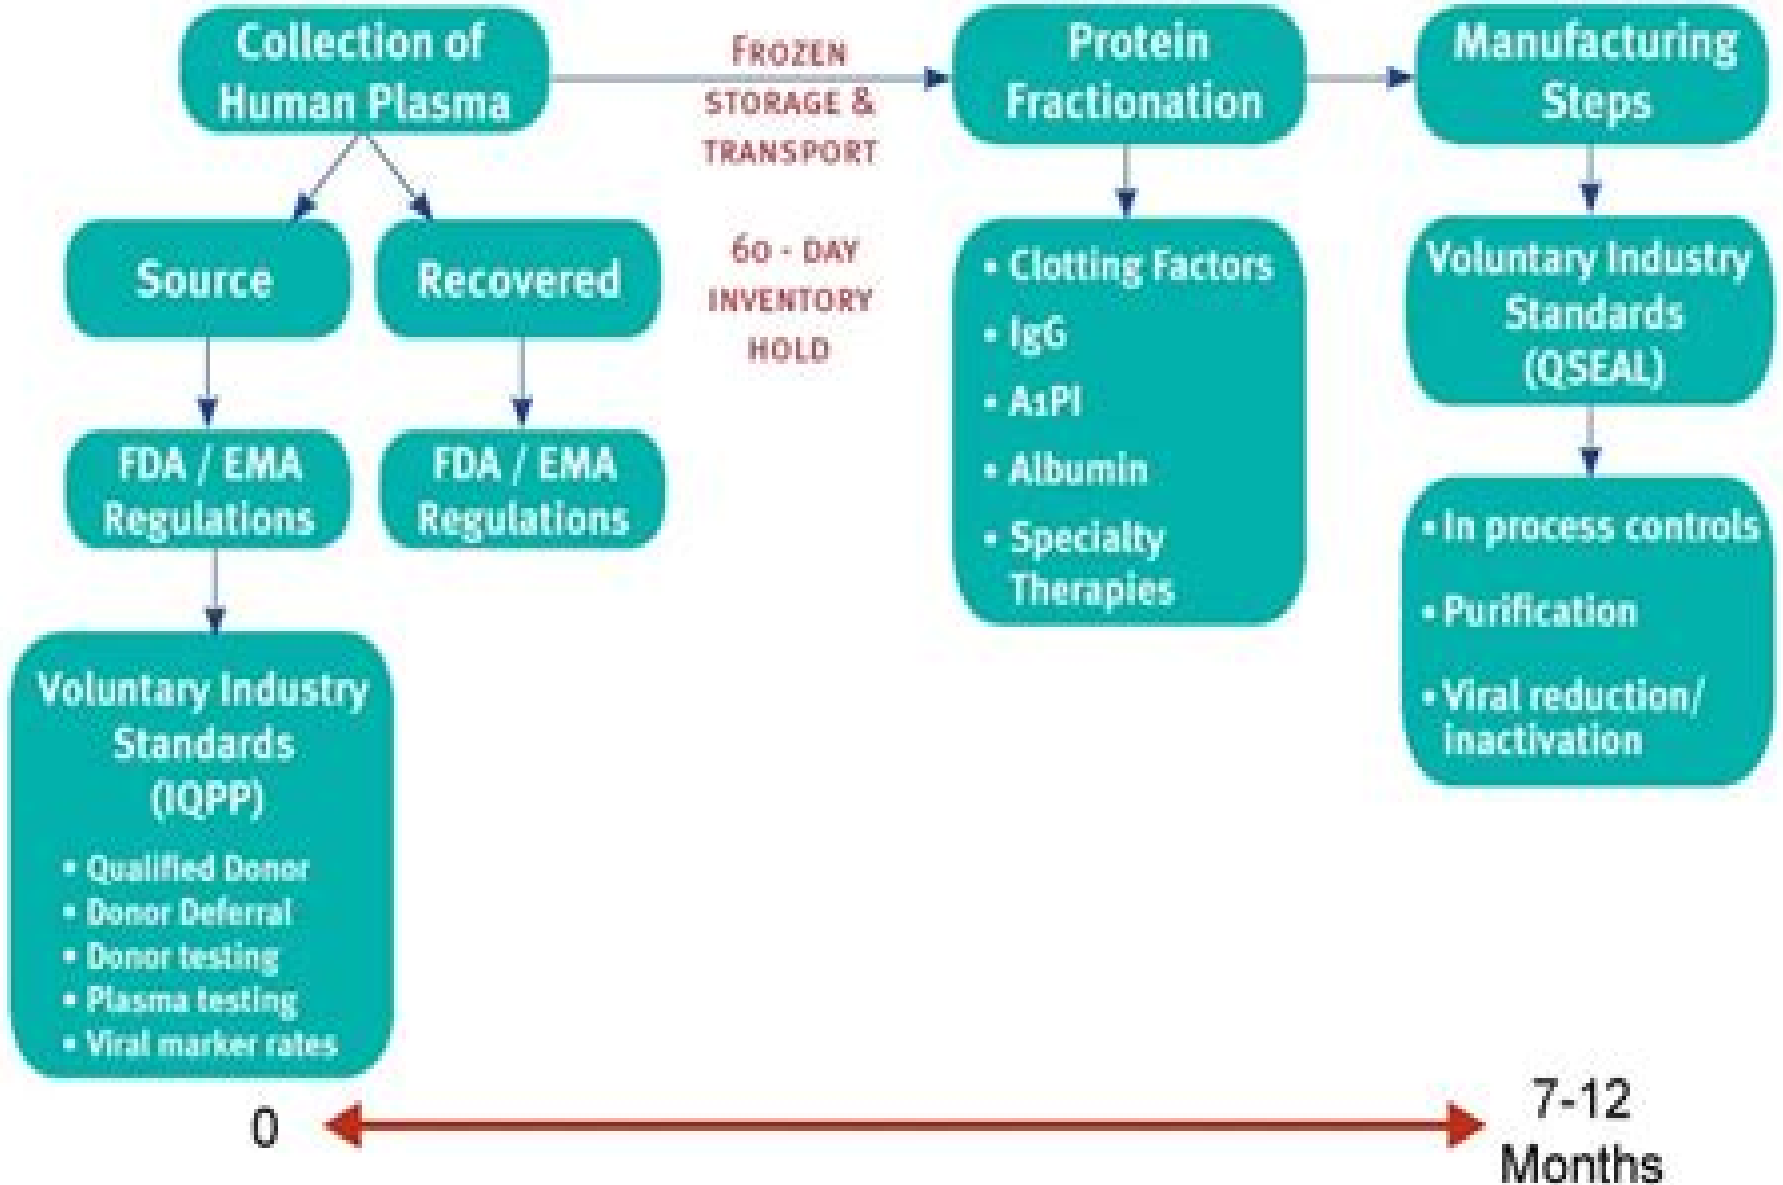 Collection of
Human Plasma
FROZEN
STORAGE &
TRANSPORT
60 - DAY
INVENTORY
HOLD
Protein
Fractionation
Manufacturing
Steps
Source
Recovered
FDA / EMA
Regulations
FDA / EMA
Regulations
Voluntary Industry
Standards
(IQPP)
• Qualified Donor
• Donor Deferral
• Donor testing
• Plasma testing
• Viral marker rates
• Clotting Factors
• IgG
• A1PI
• Albumin
• Specialty
Therapies
Voluntary Industry
Standards
(QSEAL)
• In process controls
• Purification
• Viral reduction/
inactivation
0
7-12
Months